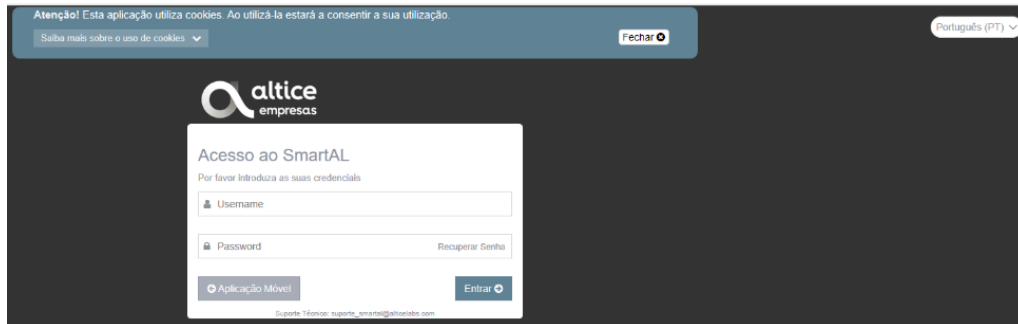 Atenção! Esta aplicação utiliza cookies. Ao utilizá-la estará a consentir a sua utilização.
Saiba mais sobre o uso de cookies
Fechar
Português (PT)
altice
empresas
Acesso ao SmartAL
Por favor introduza as suas credenciais
Username
Password
Recuperar Senha
Aplicação Móvel
Entrar
Suporte Técnico: suporte_smartal@alticelabs.com